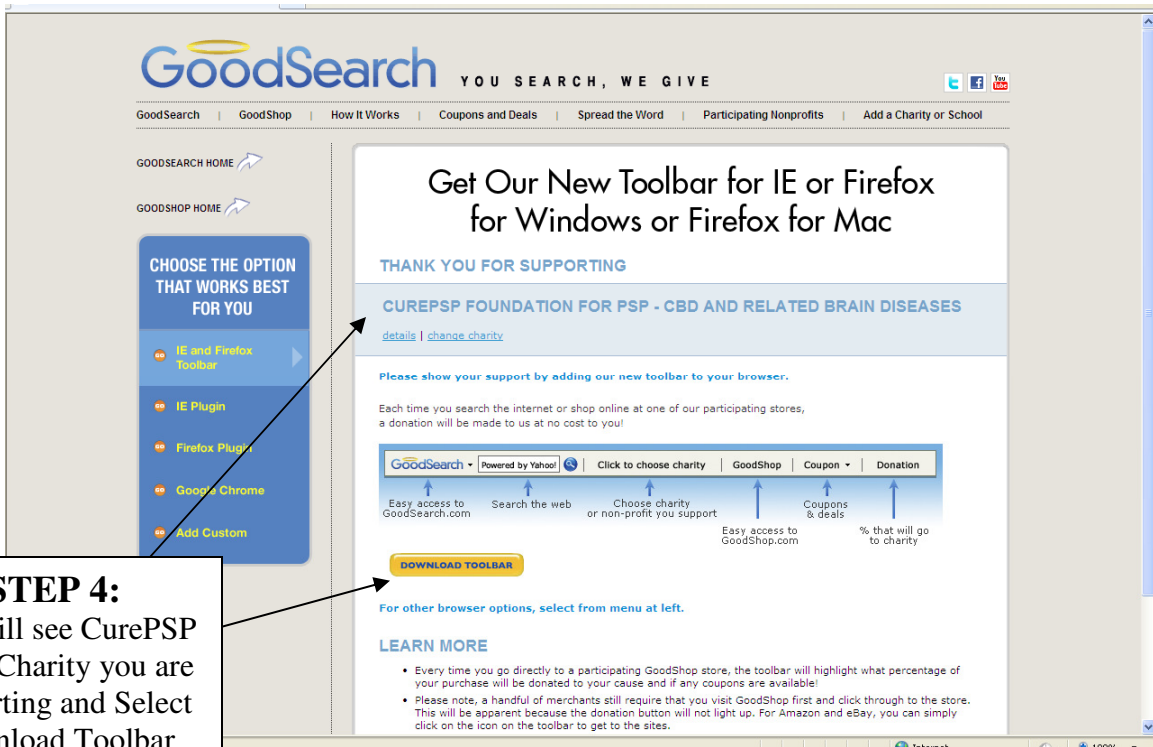 GoodSearch YOU SEARCH, WE GIVE
You Tube
GoodSearch | GoodShop | How It Works | Coupons and Deals | Spread the Word | Participating Nonprofits | Add a Charity or School
GOODSEARCH HOME
GOODSHOP HOME
CHOOSE THE OPTION
THAT WORKS BEST
FOR YOU
GO IE and Firefox
Toolbar
GO IE Plugin
GO Firefox Plugin
GO Google Chrome
GO Add Custom
Get Our New Toolbar for IE or Firefox
for Windows or Firefox for Mac
THANK YOU FOR SUPPORTING
CUREPSP FOUNDATION FOR PSP - CBD AND RELATED BRAIN DISEASES
details | change charity
Please show your support by adding our new toolbar to your browser.
Each time you search the internet or shop online at one of our participating stores,
a donation will be made to us at no cost to you!
GoodSearch Powered by Yahoo! Click to choose charity | GoodShop | Coupon | Donation
Easy access to
GoodSearch.com
Search the web
Choose charity
or non-profit you support
Easy access to
GoodShop.com
Coupons
& deals
% that will go
to charity
DOWNLOAD TOOLBAR
For other browser options, select from menu at left.
LEARN MORE
• Every time you go directly to a participating GoodShop store, the toolbar will highlight what percentage of
your purchase will be donated to your cause and if any coupons are available!
• Please note, a handful of merchants still require that you visit GoodShop first and click through to the store.
This will be apparent because the donation button will not light up. For Amazon and eBay, you can simply
click on the icon on the toolbar to get to the sites.
STEP 4:
ill see CurePSP
Charity you are
rting and Select
nload Toolbar